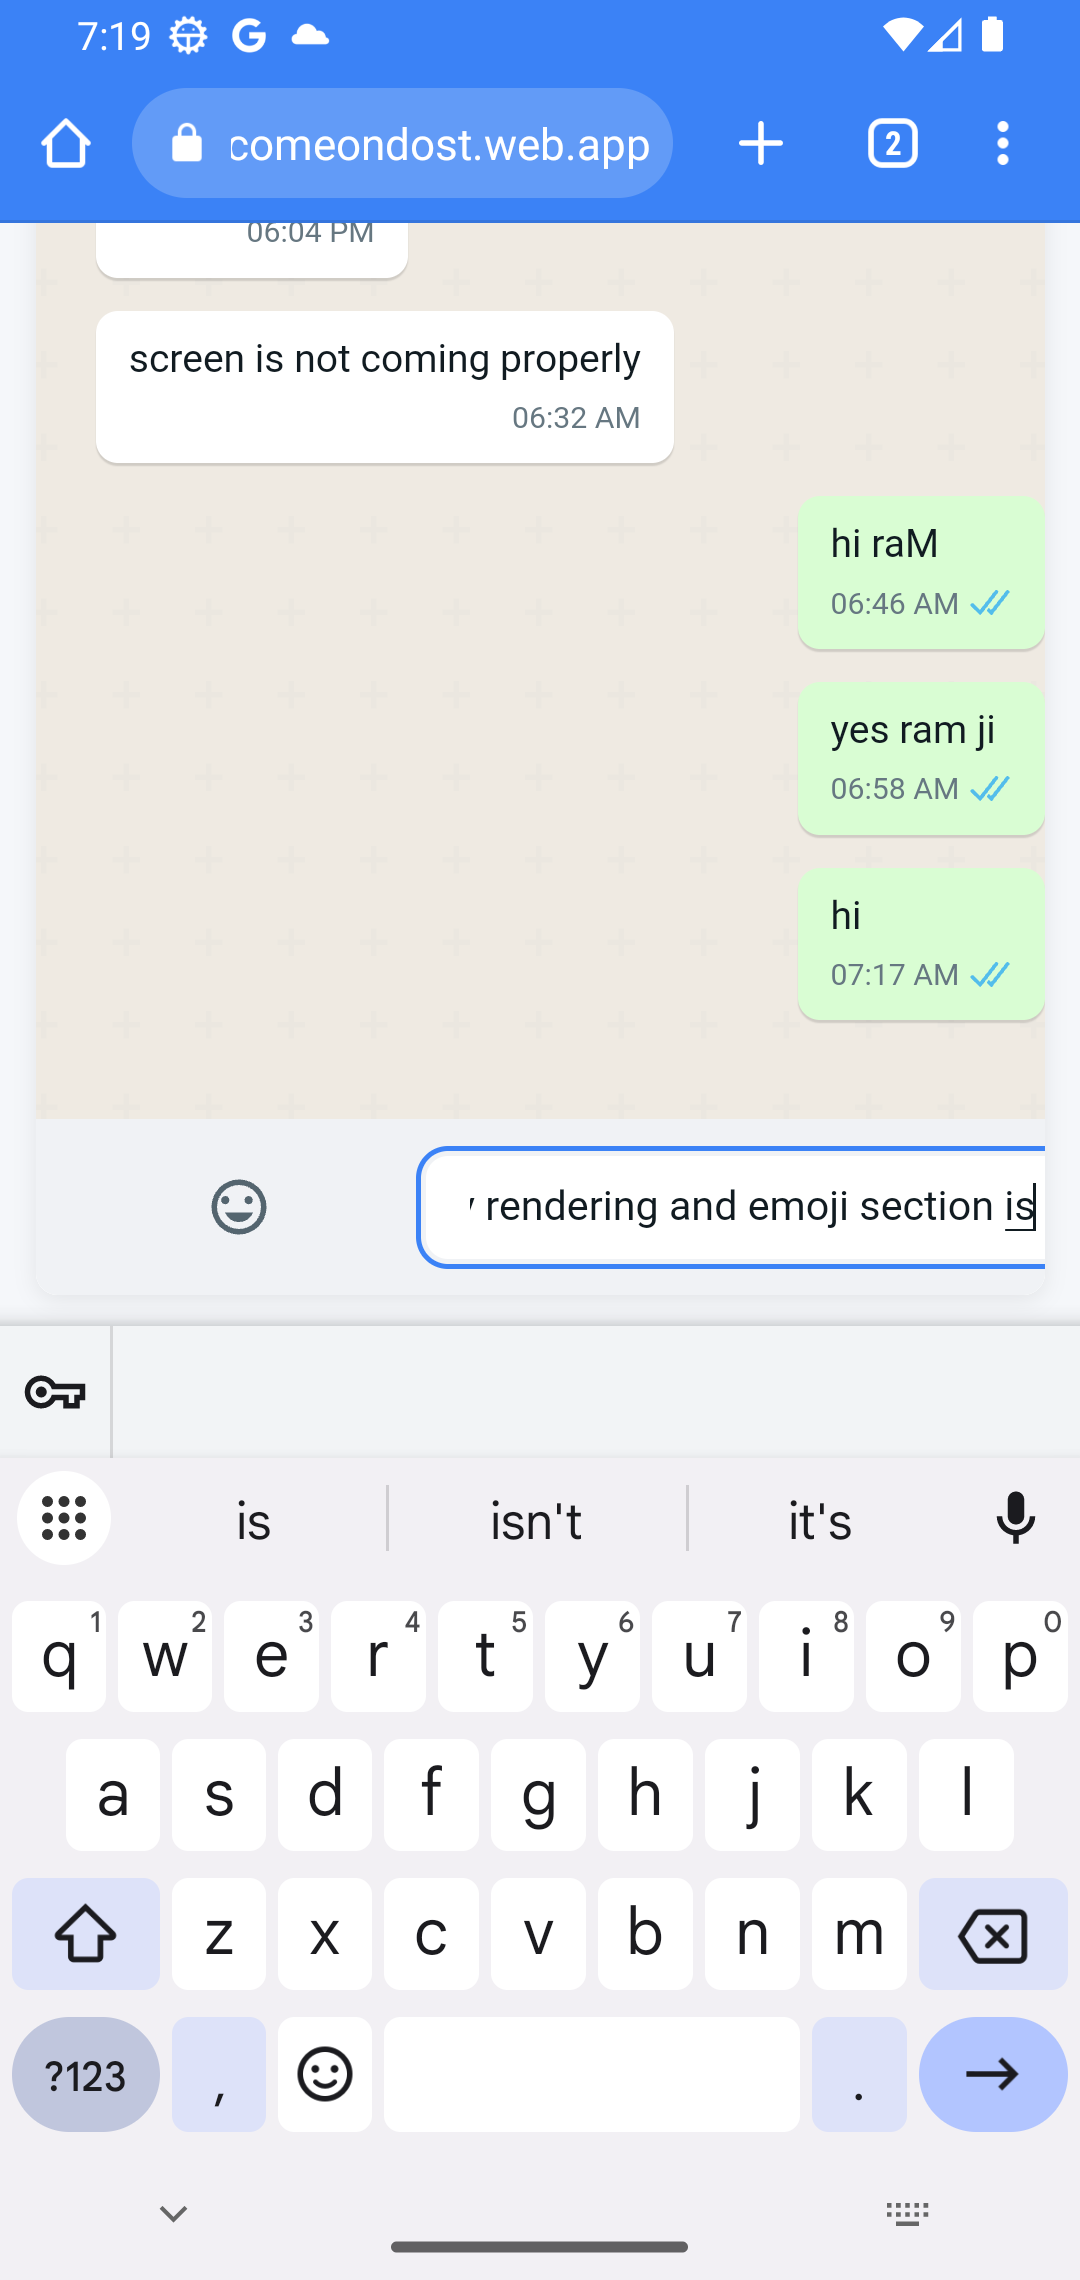 7:19
comeondost.web.app
2
06:04 PM
screen is not coming properly
06:32 AM
hi raM
06:46 AM
yes ram ji
06:58 AM
hi
07:17 AM
rendering and emoji section is
is isn't it's
q 1 w 2 e 3 r 4 t 5 y 6 u 7 i 8 o 9 p 0
a s d f g h j k l
z x c v b n m
?123 , .